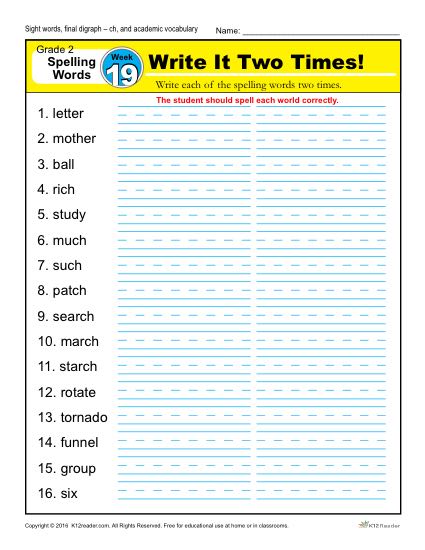 Sight words, final digraph – ch, and academic vocabulary Name:
Grade 2
Spelling
Words
Week
19
Write It Two Times!
Write each of the spelling words two times.
The student should spell each world correctly.
1. letter
2. mother
3. ball
4. rich
5. study
6. much
7. such
8. patch
9. search
10. march
11. starch
12. rotate
13. tornado
14. funnel
15. group
16. six
Copyright © 2016 K12reader.com. All Rights Reserved. Free for educational use at home or in classrooms. K12Reader